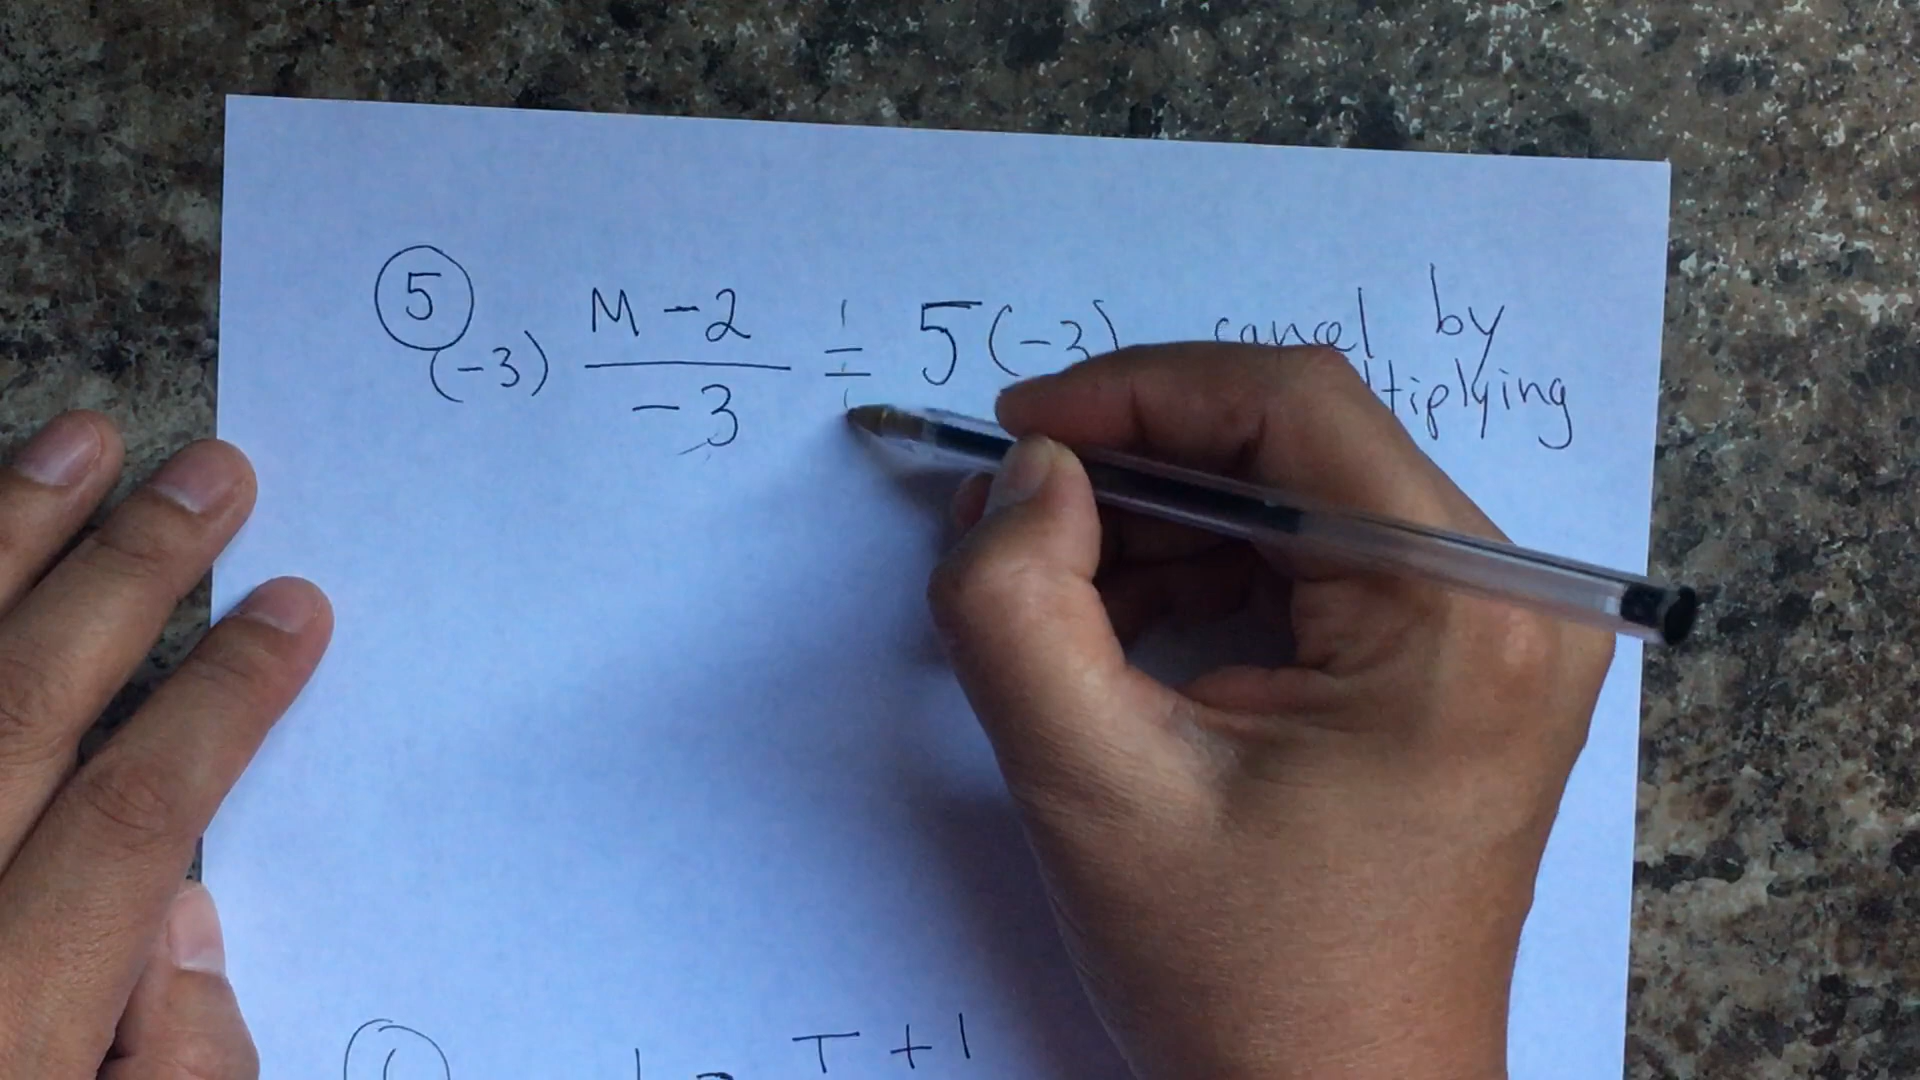 5
(-3) M-2 / -3 = 5(-3) cancel by
tiplying
T+1